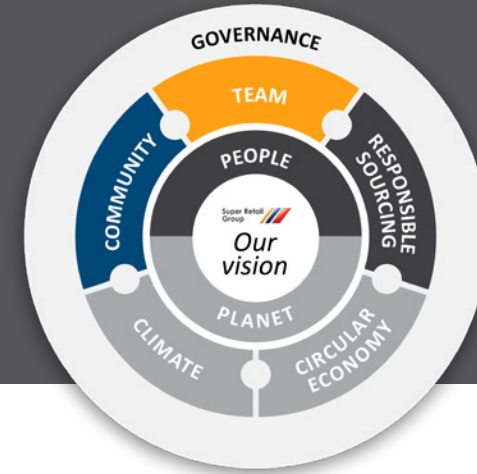 GOVERNANCE
TEAM
COMMUNITY
RESPONSIBLE
SOURCING
PEOPLE
Super Retail
Group
Our
vision
PLANET
CLIMATE
CIRCULAR
ECONOMY